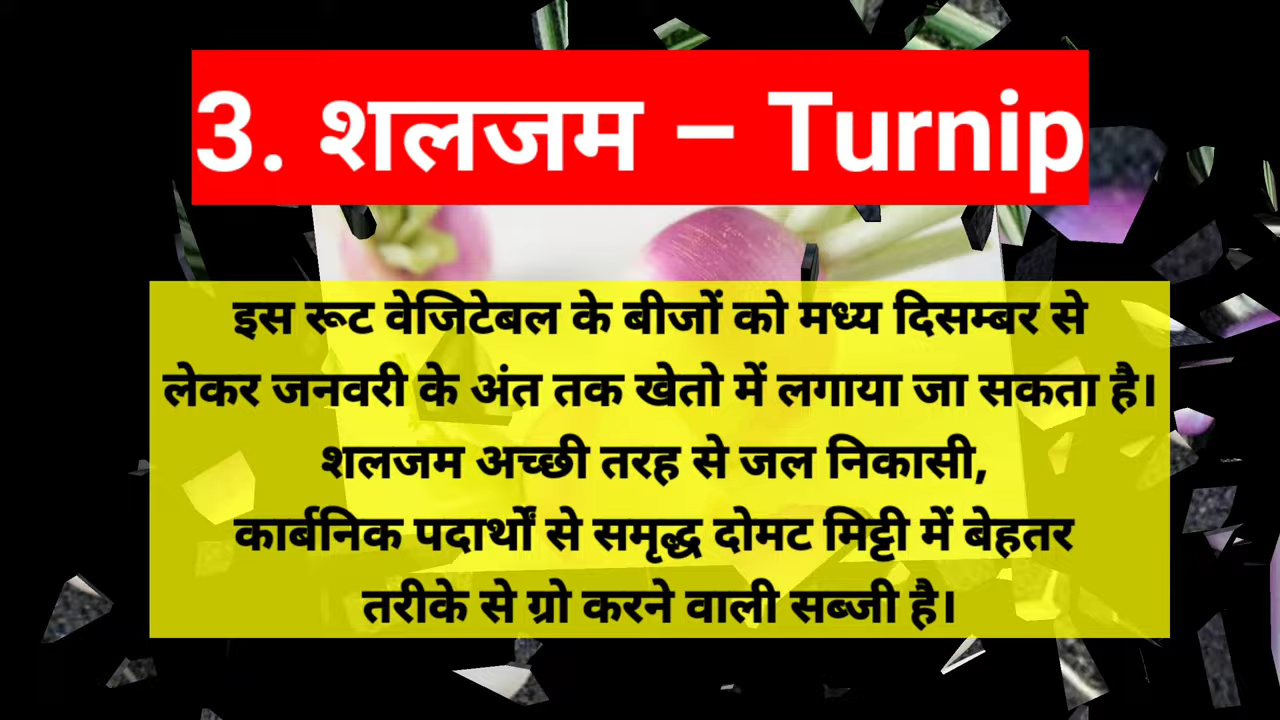 3. शलजम – Turnip
इस रूट वेजिटेबल के बीजों को मध्य दिसम्बर से
लेकर जनवरी के अंत तक खेतो में लगाया जा सकता है।
शलजम अच्छी तरह से जल निकासी,
कार्बनिक पदार्थों से समृद्ध दोमट मिट्टी में बेहतर
तरीके से ग्रो करने वाली सब्जी है।